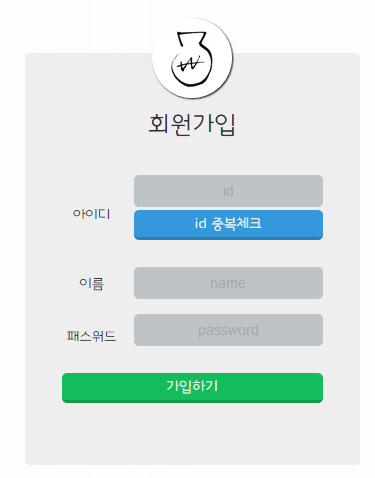 ₩
회원가입
아이디
id
id 중복체크
이름
name
패스워드
password
가입하기